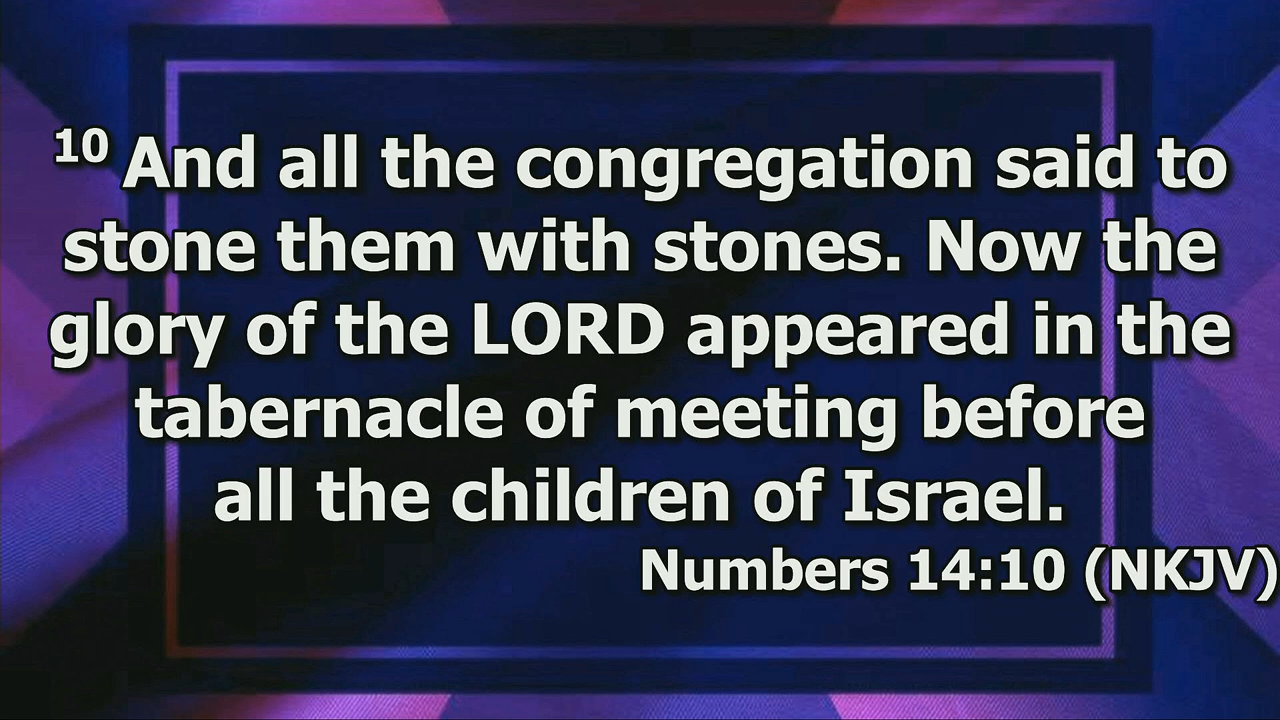 10 And all the congregation said to
stone them with stones. Now the
glory of the LORD appeared in the
tabernacle of meeting before
all the children of Israel.
Numbers 14:10 (NKJV)